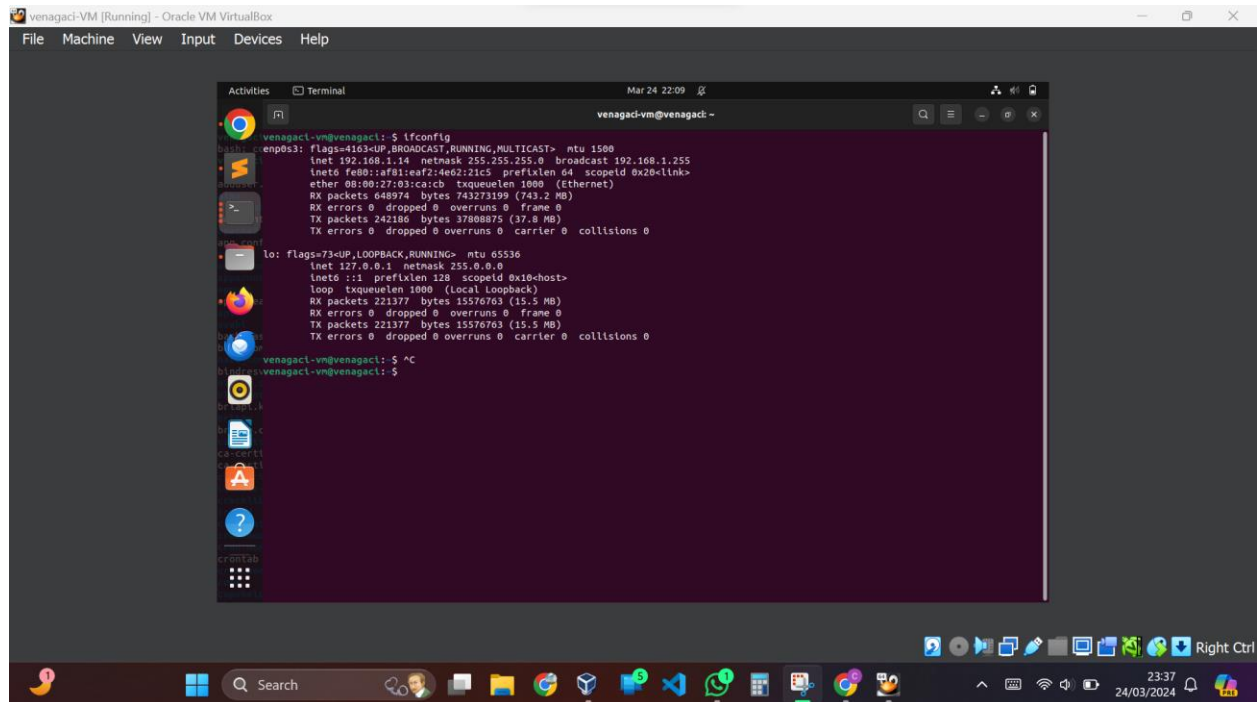 venagaci-VM [Running] - Oracle VM VirtualBox
File Machine View Input Devices Help
Activities Terminal Mar 24 22:09
venagaci-vm@venagaci: ~
venagaci-vm@venagaci:~$ ifconfig
enp0s3: flags=4163<UP,BROADCAST,RUNNING,MULTICAST> mtu 1500
inet 192.168.1.14 netmask 255.255.255.0 broadcast 192.168.1.255
inet6 fe80::af81:eaf2:4e62:21c5 prefixlen 64 scopeid 0x20<link>
ether 08:00:27:03:ca:cb txqueuelen 1000 (Ethernet)
RX packets 648974 bytes 743273199 (743.2 MB)
RX errors 0 dropped 0 overruns 0 frame 0
TX packets 242186 bytes 37808875 (37.8 MB)
TX errors 0 dropped 0 overruns 0 carrier 0 collisions 0
lo: flags=73<UP,LOOPBACK,RUNNING> mtu 65536
inet 127.0.0.1 netmask 255.0.0.0
inet6 ::1 prefixlen 128 scopeid 0x10<host>
loop txqueuelen 1000 (Local Loopback)
RX packets 221377 bytes 15576763 (15.5 MB)
RX errors 0 dropped 0 overruns 0 frame 0
TX packets 221377 bytes 15576763 (15.5 MB)
TX errors 0 dropped 0 overruns 0 carrier 0 collisions 0
venagaci-vm@venagaci:~$ ^C
venagaci-vm@venagaci:~$
crontab
Right Ctrl
Search
23:37
24/03/2024